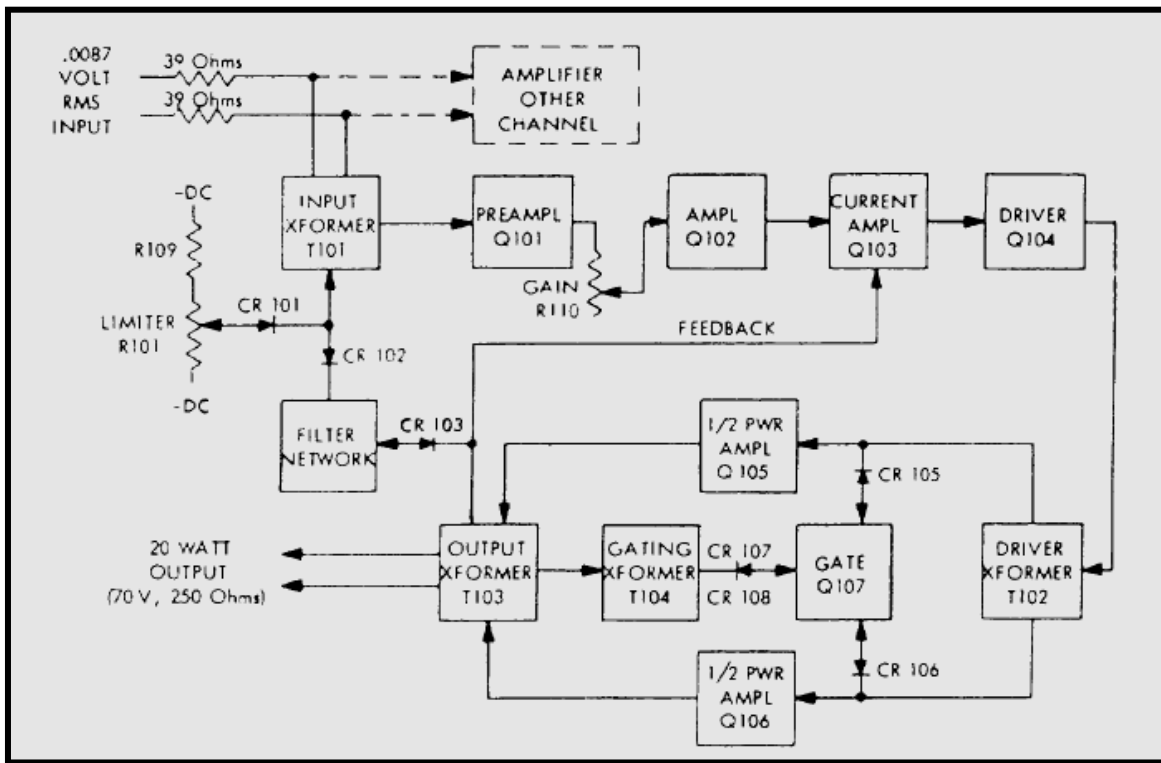 .0087
VOLT
RMS
INPUT
39 Ohms
39 Ohms
AMPLIFIER
OTHER
CHANNEL
-DC
R109
LIMITER
R101
-DC
CR 101
INPUT
XFORMER
T101
PREAMPL
Q101
GAIN
R110
AMPL
Q102
CURRENT
AMPL
Q103
DRIVER
Q104
FEEDBACK
CR 102
FILTER
NETWORK
CR 103
1/2 PWR
AMPL
Q105
CR 105
20 WATT
OUTPUT
(70 V, 250 Ohms)
OUTPUT
XFORMER
T103
GATING
XFORMER
T104
CR 107
CR 108
GATE
Q107
DRIVER
XFORMER
T102
1/2 PWR
AMPL
Q106
CR 106